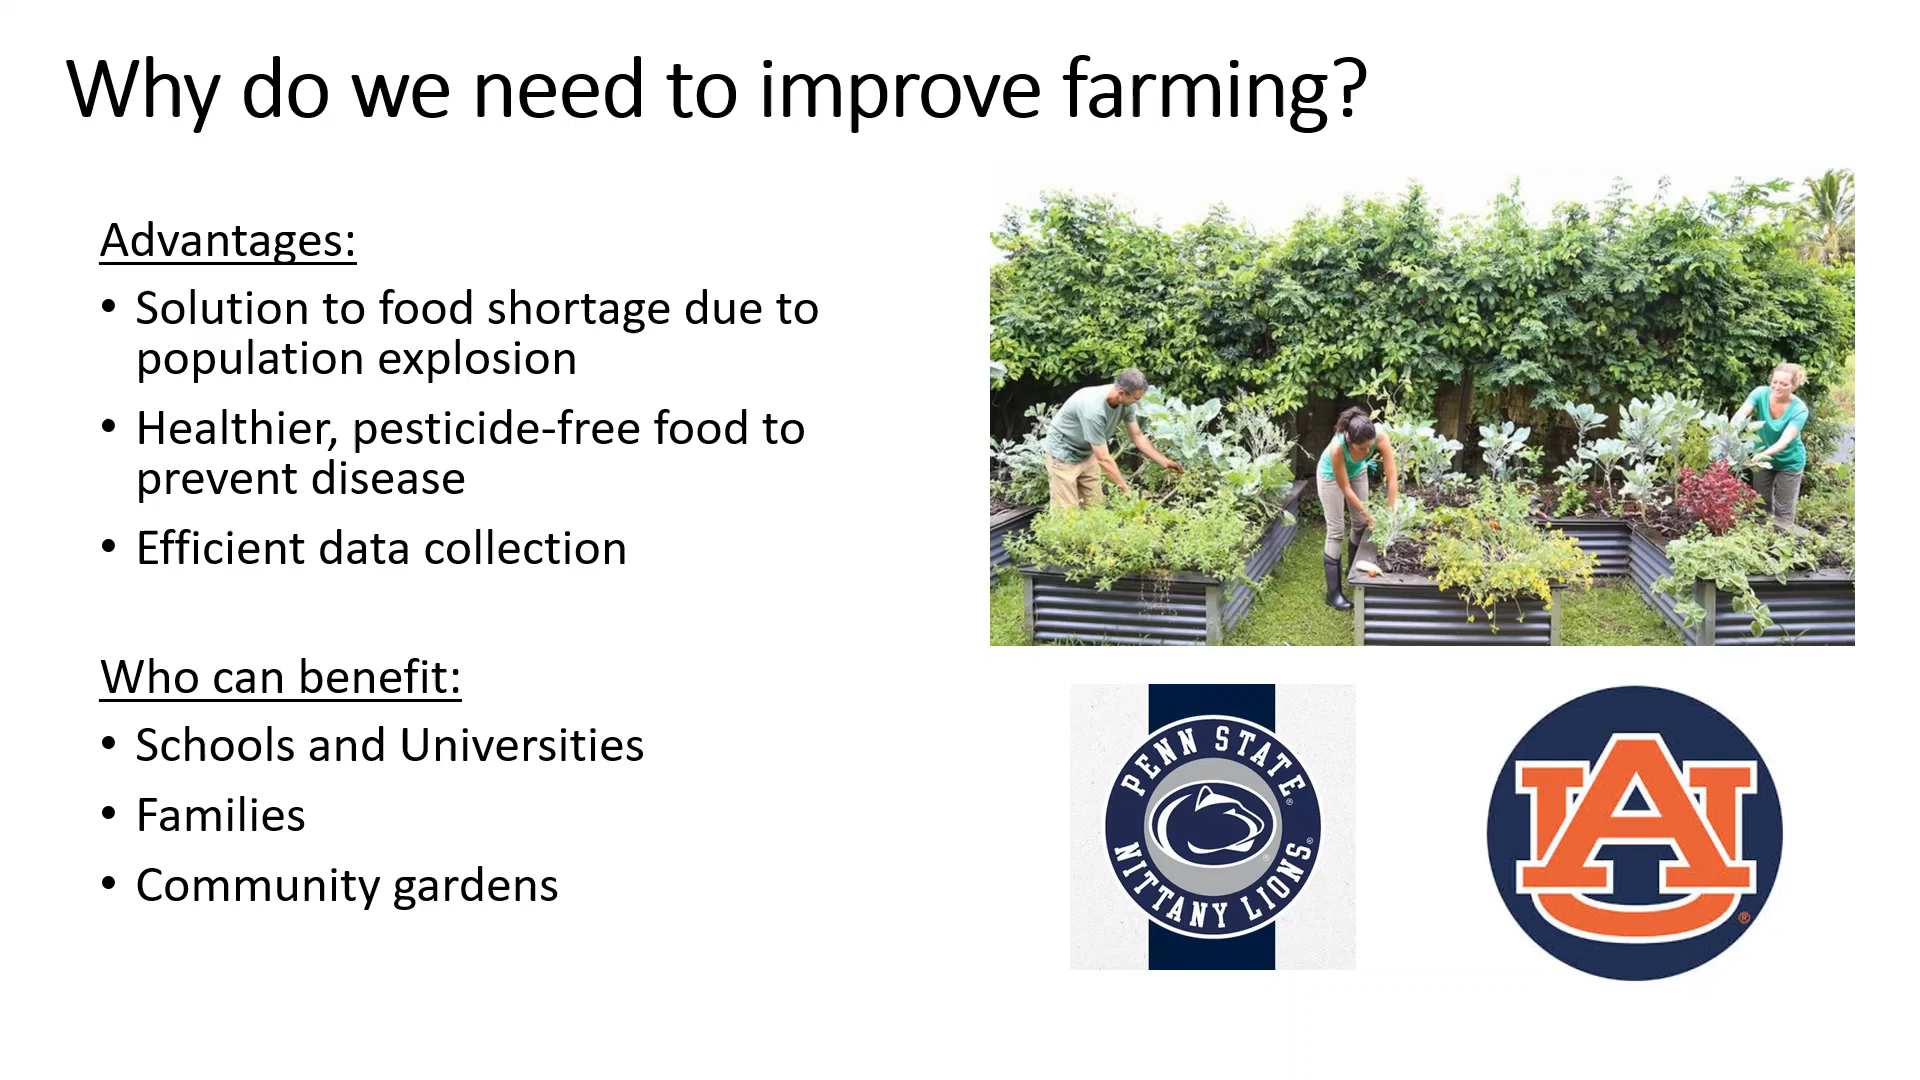 Why do we need to improve farming?
Advantages:
• Solution to food shortage due to
population explosion
• Healthier, pesticide-free food to
prevent disease
• Efficient data collection
Who can benefit:
• Schools and Universities
• Families
• Community gardens
PENN STATE®
NITTANY LIONS®
®
AU
®